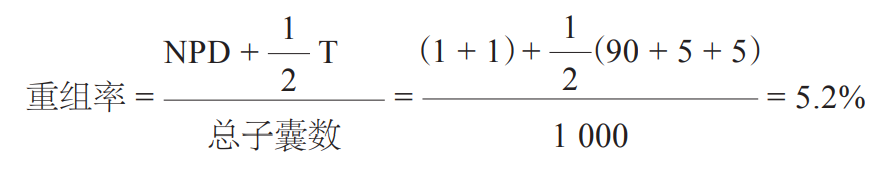 重组率 = (NPD + 1/2 T) / 总子囊数 = ((1 + 1) + 1/2 (90 + 5 + 5)) / 1 000 = 5.2%